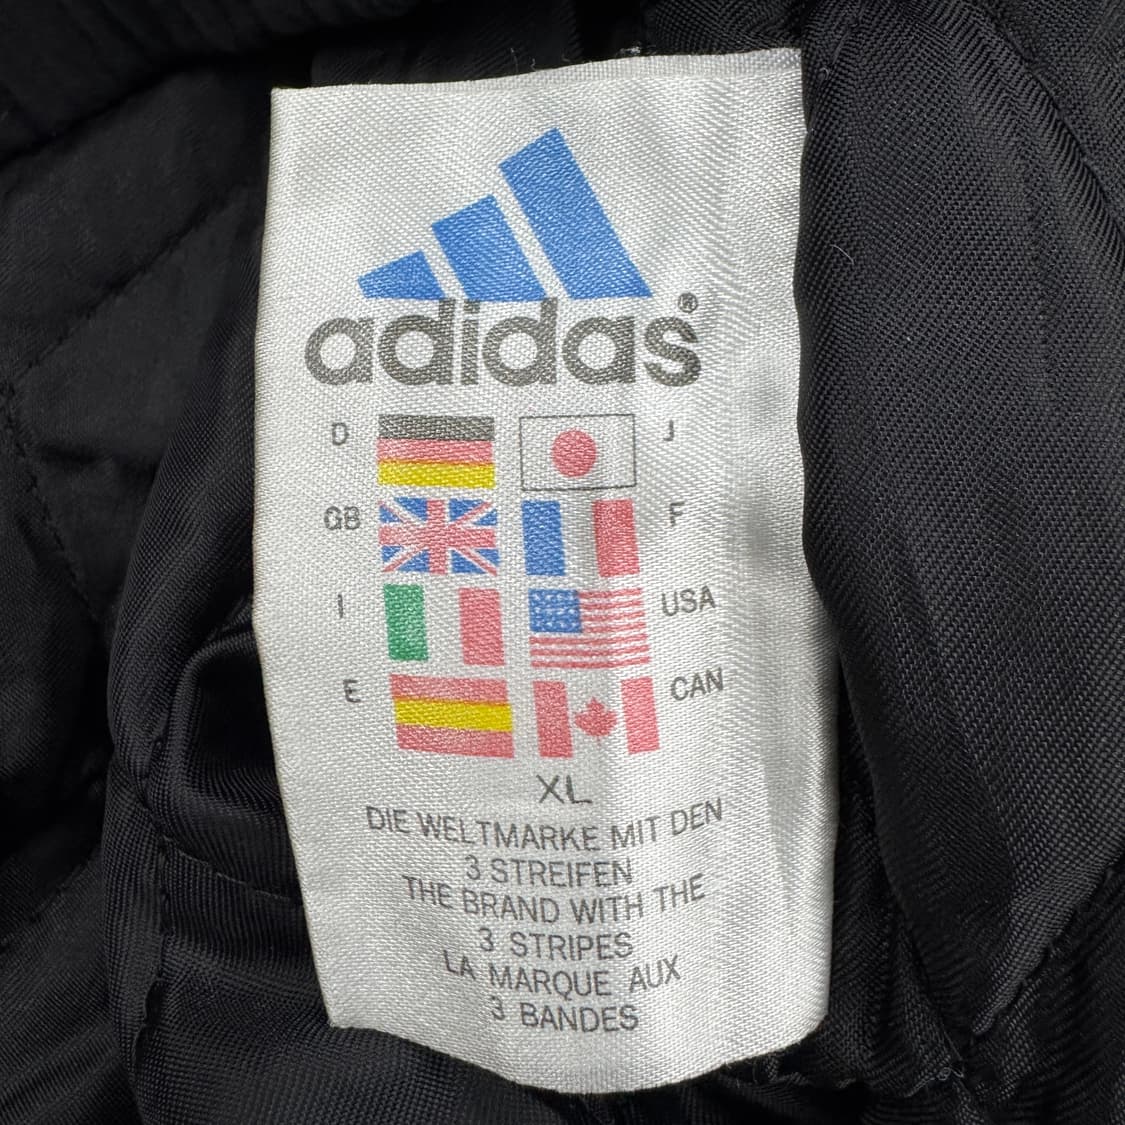 adidas®
D J
GB F
I USA
E CAN
XL
DIE WELTMARKE MIT DEN
3 STREIFEN
THE BRAND WITH THE
3 STRIPES
LA MARQUE AUX
3 BANDES